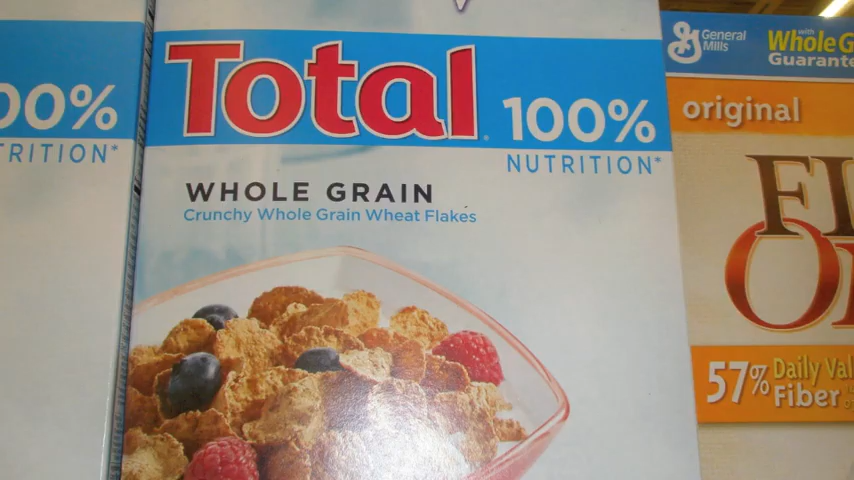 00%
TRITION*
Total
100%
NUTRITION*
WHOLE GRAIN
Crunchy Whole Grain Wheat Flakes
General
Mills
with
Whole G
Guarante
original
57% Daily Val
Fiber